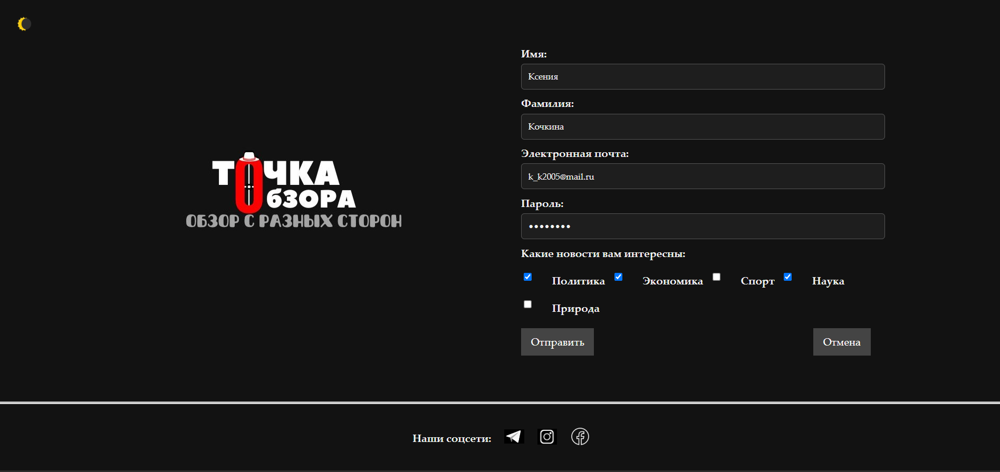 ТОЧКА
ОБЗОРА
ОБЗОР С РАЗНЫХ СТОРОН
Имя:
Ксения
Фамилия:
Кочкина
Электронная почта:
k_k2005@mail.ru
Пароль:
••••••••
Какие новости вам интересны:
Политика Экономика Спорт Наука
Природа
Отправить Отмена
Наши соцсети: